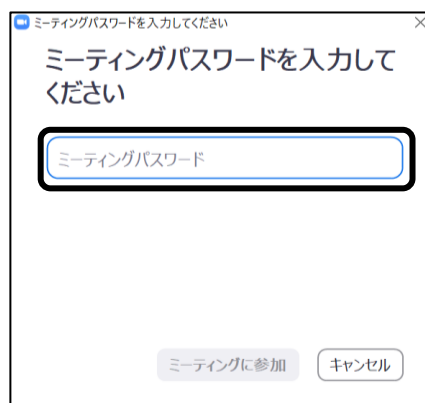 ミーティングパスワードを入力してください
ミーティングパスワードを入力して
ください
ミーティングパスワード
ミーティングに参加
キャンセル